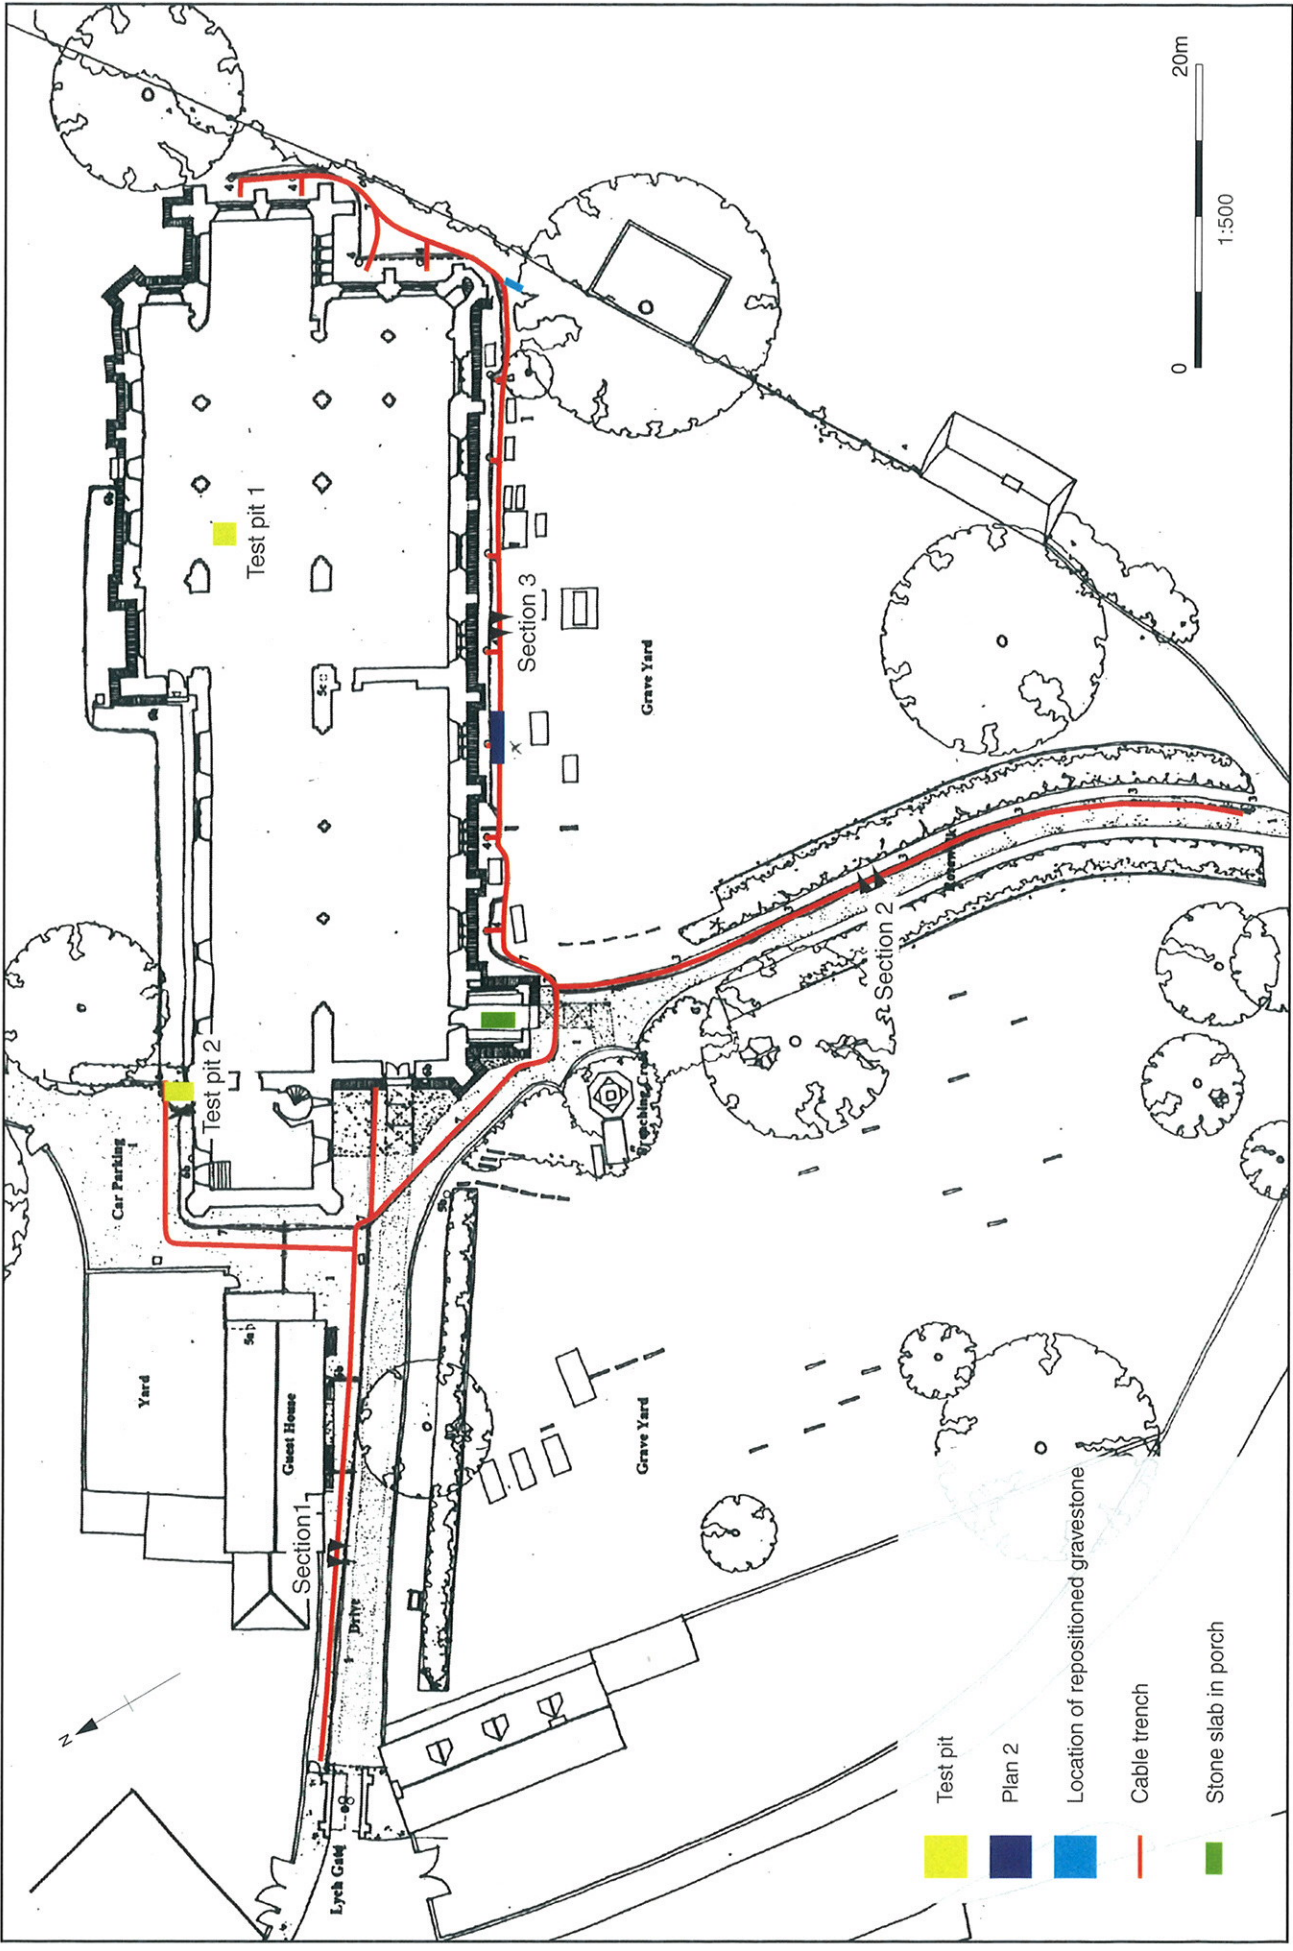 Test pit 1
Test pit 2
Section 3
Section 2
Section1
Grave Yard
Grave Yard
Car Parking
Yard
Guest House
Drive
Lych Gate
N
0
20m
1:500
Test pit
Plan 2
Location of repositioned gravestone
Cable trench
Stone slab in porch